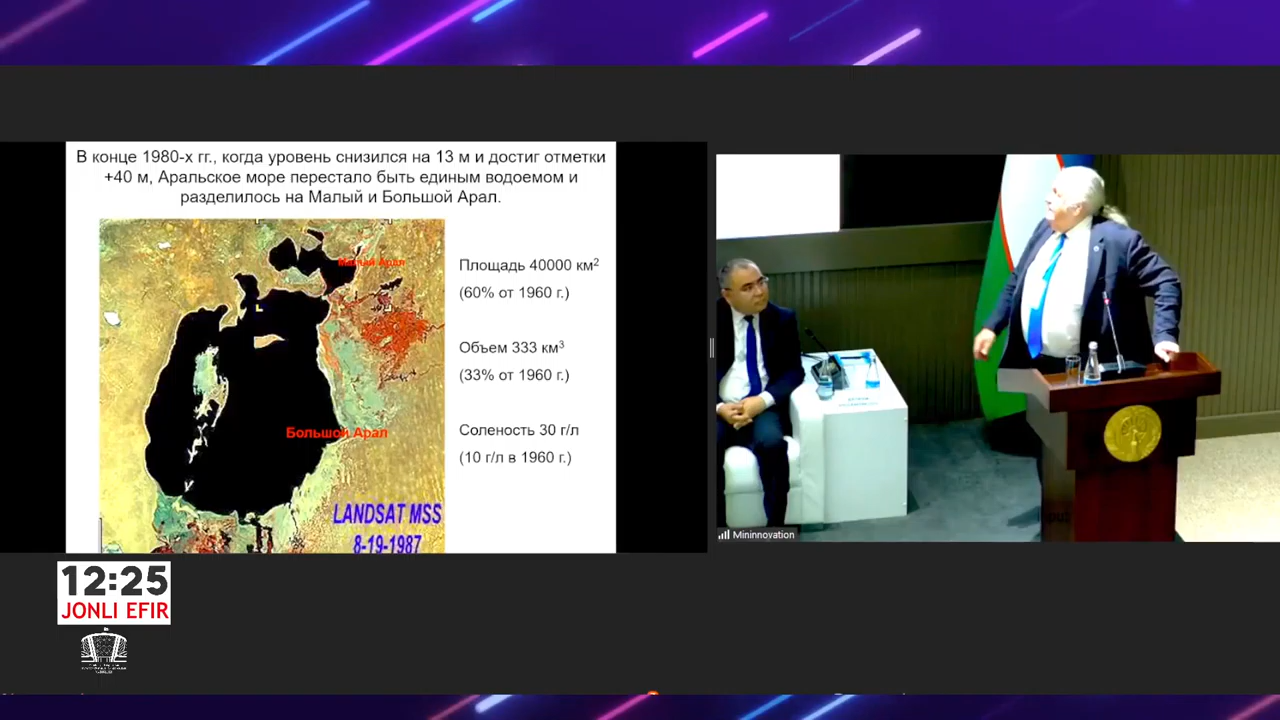 В конце 1980-х гг., когда уровень снизился на 13 м и достиг отметки
+40 м, Аральское море перестало быть единым водоемом и
разделилось на Малый и Большой Арал.
Малый Арал
Площадь 40000 км²
(60% от 1960 г.)
Объем 333 км³
(33% от 1960 г.)
Большой Арал
Соленость 30 г/л
(10 г/л в 1960 г.)
LANDSAT MSS
8-19-1987
Mininnovation
12:25
JONLI EFIR